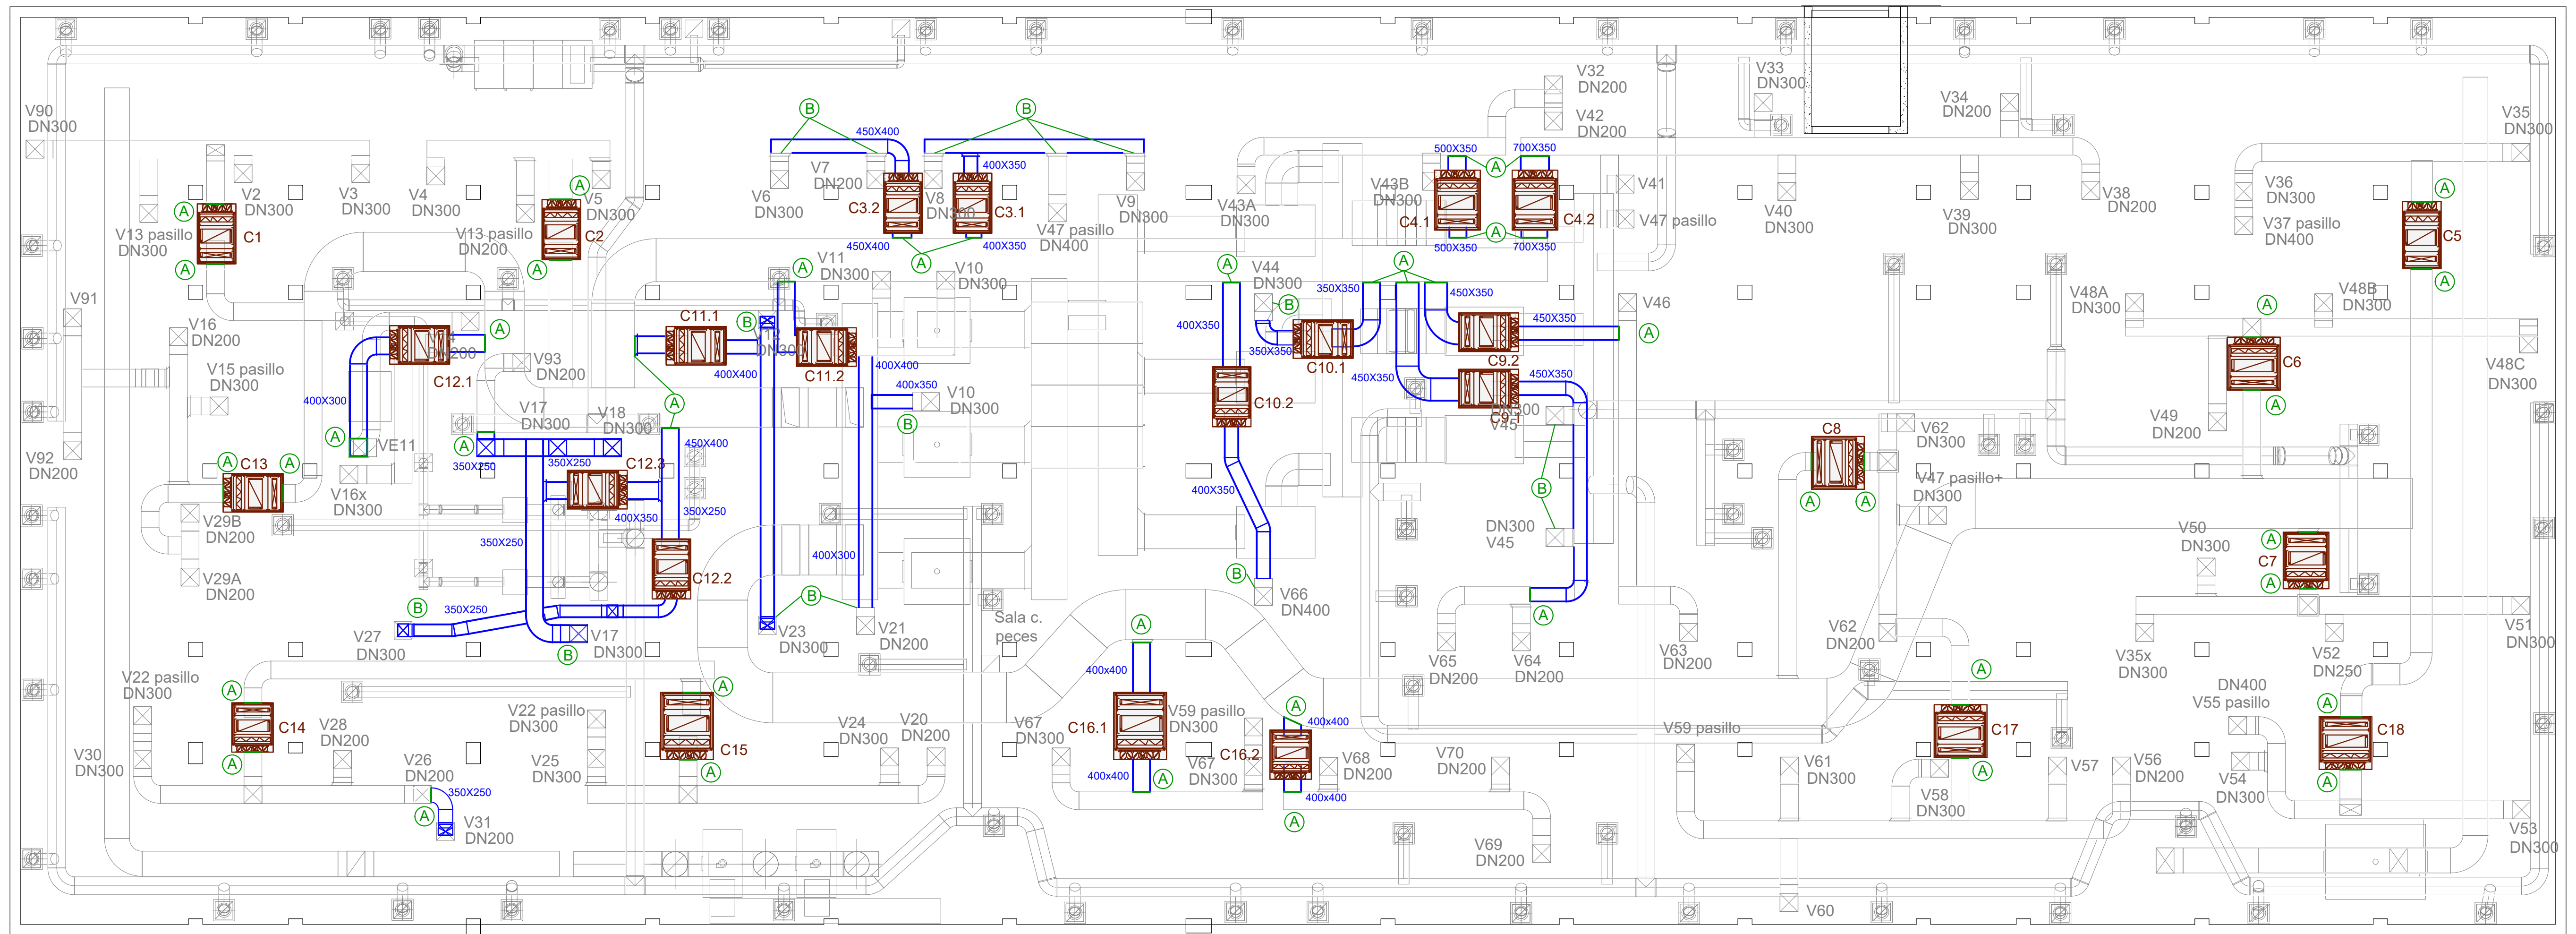 V90
DN300
V2
DN300
V3
DN300
V4
DN300
V5
DN300
V13 pasillo
DN300
V13 pasillo
DN200
A
C1
A
A
C2
A
B
450X400
V6
DN300
V7
DN200
C3.2
450X400
B
400X350
V8
DN300
C3.1
400X350
A
V47 pasillo
DN400
V9
DN300
V32
DN200
V42
DN200
V43A
DN300
V43B
DN300
500X350
A
700X350
C4.1
C4.2
A
500X350
700X350
V41
V47 pasillo
V33
DN300
V34
DN200
V35
DN300
V40
DN300
V39
DN300
V38
DN200
V36
DN300
V37 pasillo
DN400
A
C5
A
V91
V16
DN200
V15 pasillo
DN300
V92
DN200
A
DN200
C12.1
400X300
A
VE11
V93
DN200
V17
DN300
V18
DN300
A
350X250
350X250
C11.1
400X400
A
B
DN300
A
V11
DN300
V10
DN300
C11.2
400X400
400x350
V10
DN300
B
450X400
C12.3
400X350
350X250
350X250
C12.2
400X300
B
V23
DN300
V21
DN200
A
C13
A
V16x
DN300
V29B
DN200
V29A
DN200
B
350X250
V27
DN300
V17
DN300
B
A
V44
DN300
B
400X350
350X350
350X350
C10.1
A
450X350
450X350
C9.2
A
V46
C10.2
450X350
450X350
C9.1
DN300
V45
400X350
B
DN300
V45
B
V66
DN400
A
V65
DN200
V64
DN200
V63
DN200
Sala c.
peces
V48A
DN300
A
V48B
DN300
C6
V48C
DN300
A
V49
DN200
C8
A
A
V62
DN300
V47 pasillo+
DN300
V50
DN300
A
C7
A
V62
DN200
V51
DN300
V35x
DN300
V52
DN250
V22 pasillo
DN300
A
C14
A
V30
DN300
V28
DN200
V26
DN200
350X250
A
V31
DN200
V22 pasillo
DN300
V25
DN300
A
C15
A
V24
DN300
V20
DN200
V67
DN300
A
400x400
C16.1
400x400
A
V59 pasillo
DN300
V67
DN300
A
400x400
C16.2
400x400
A
V68
DN200
V70
DN200
V69
DN200
V59 pasillo
V61
DN300
A
C17
A
V58
DN300
V57
V56
DN200
V60
DN400
V55 pasillo
V54
DN300
A
C18
A
V53
DN300